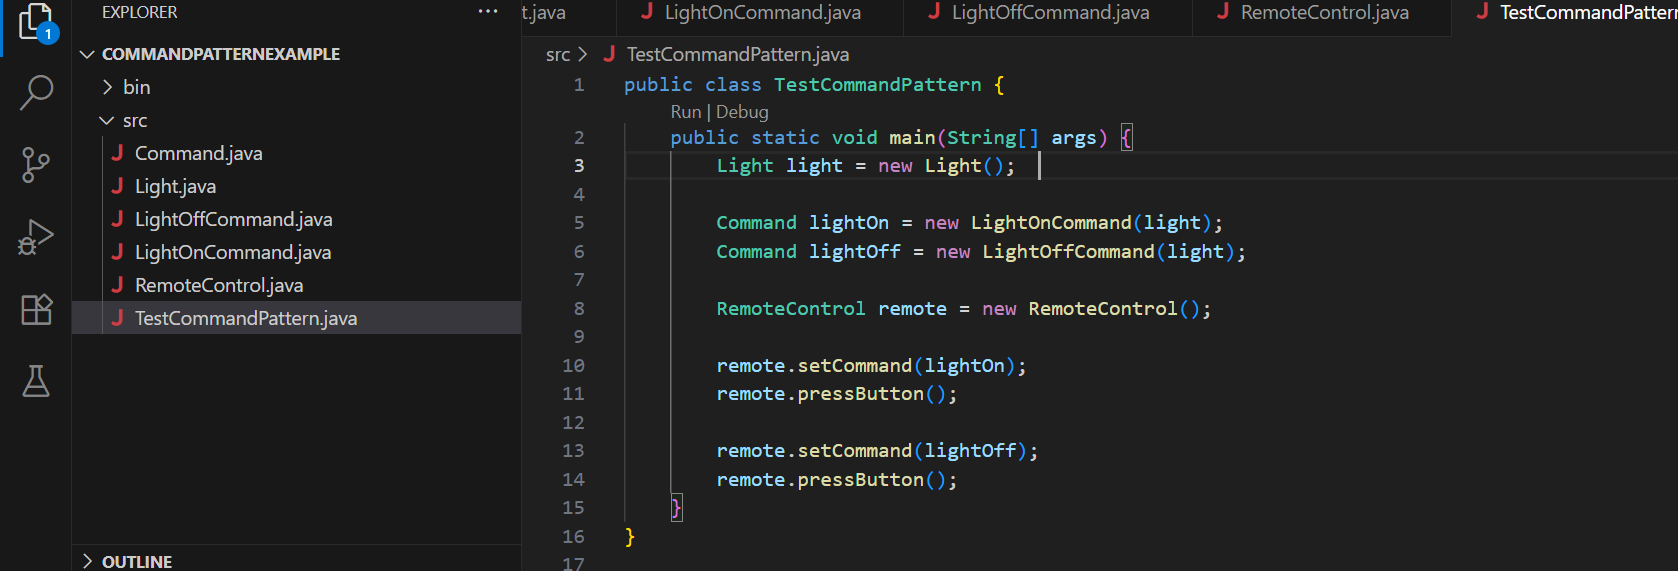 EXPLORER
...
1
COMMANDPATTERNEXAMPLE
bin
src
Command.java
Light.java
LightOffCommand.java
LightOnCommand.java
RemoteControl.java
TestCommandPattern.java
OUTLINE
t.java
LightOnCommand.java
LightOffCommand.java
RemoteControl.java
TestCommandPattern
src > TestCommandPattern.java
1 public class TestCommandPattern {
Run | Debug
2 public static void main(String[] args) {
3 Light light = new Light();
4
5 Command lightOn = new LightOnCommand(light);
6 Command lightOff = new LightOffCommand(light);
7
8 RemoteControl remote = new RemoteControl();
9
10 remote.setCommand(lightOn);
11 remote.pressButton();
12
13 remote.setCommand(lightOff);
14 remote.pressButton();
15 }
16 }
17